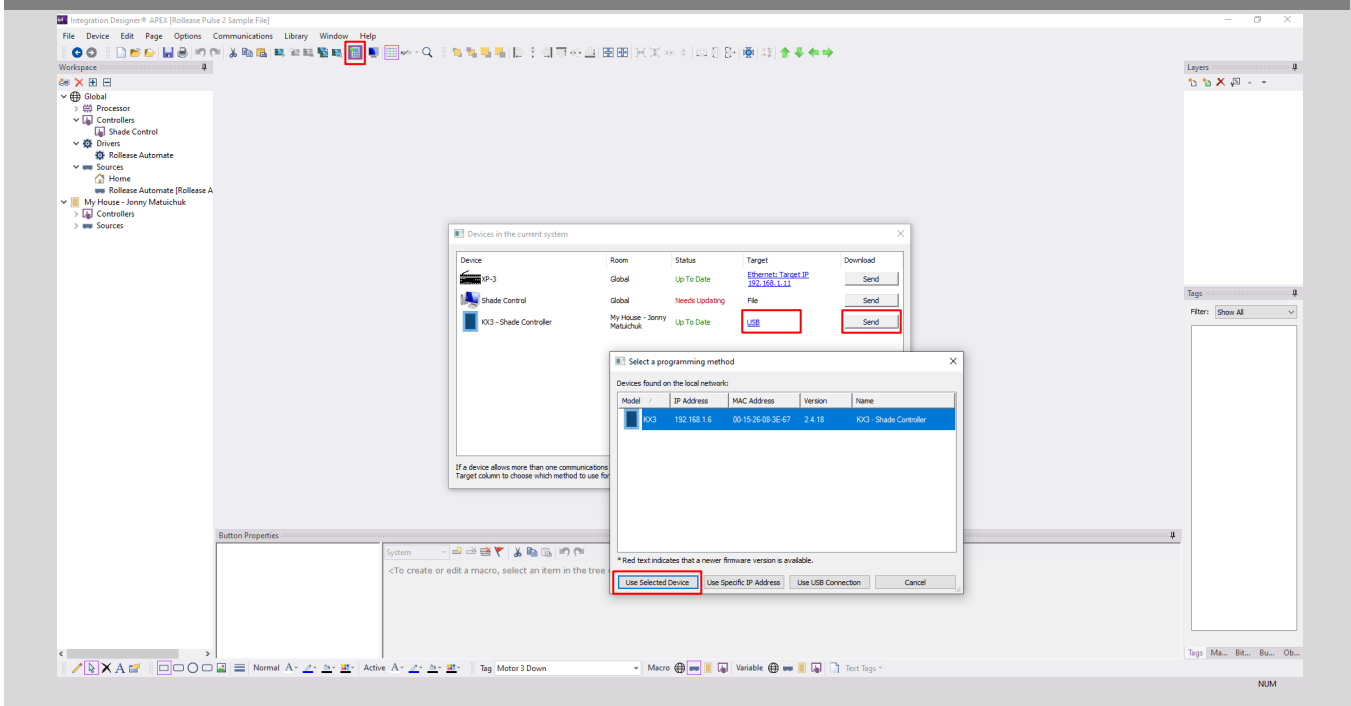 Integration Designer® APEX [Rollease Pulse 2 Sample File]
File Device Edit Page Options Communications Library Window Help
Workspace
Layers
Global
Processor
Controllers
Shade Control
Drivers
Rollease Automate
Sources
Home
Rollease Automate [Rollease A
My House - Jonny Matuichuk
Controllers
Sources
Devices in the current system
Device Room Status Target Download
XP-3 Global Up To Date Ethernet: Target IP Send
192.168.1.11
Shade Control Global Needs Updating File Send
KX3 - Shade Controller My House - Jonny Up To Date USB Send
Matuichuk
Tags
Filter: Show All
Select a programming method
Devices found on the local network:
Model IP Address MAC Address Version Name
KX3 192.168.1.6 00-15-26-08-3E-67 2.4.18 KX3 - Shade Controller
If a device allows more than one communications
Target column to choose which method to use for
* Red text indicates that a newer firmware version is available.
Use Selected Device Use Specific IP Address Use USB Connection Cancel
Button Properties
System
<To create or edit a macro, select an item in the tree
Tags Ma... Bit... Bu... Ob...
Normal A Active A Tag Motor 3 Down Macro Variable Text Tags
NUM